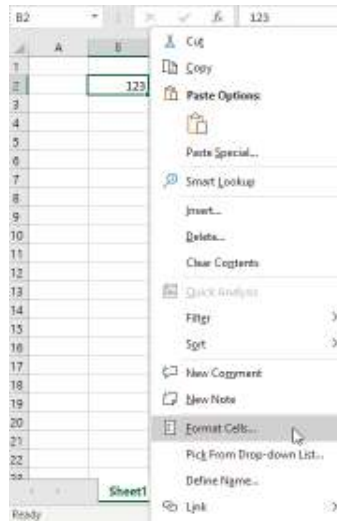 B2 fx 123
A B
1
2 123
3
4
5
6
7
8
9
10
11
12
13
14
15
16
17
18
19
20
21
22
Sheet1
Ready
Cut
Copy
Paste Options:
Paste Special...
Smart Lookup
Insert...
Delete...
Clear Contents
Quick Analysis
Filter
Sort
New Comment
New Note
Format Cells...
Pick From Drop-down List...
Define Name...
Link